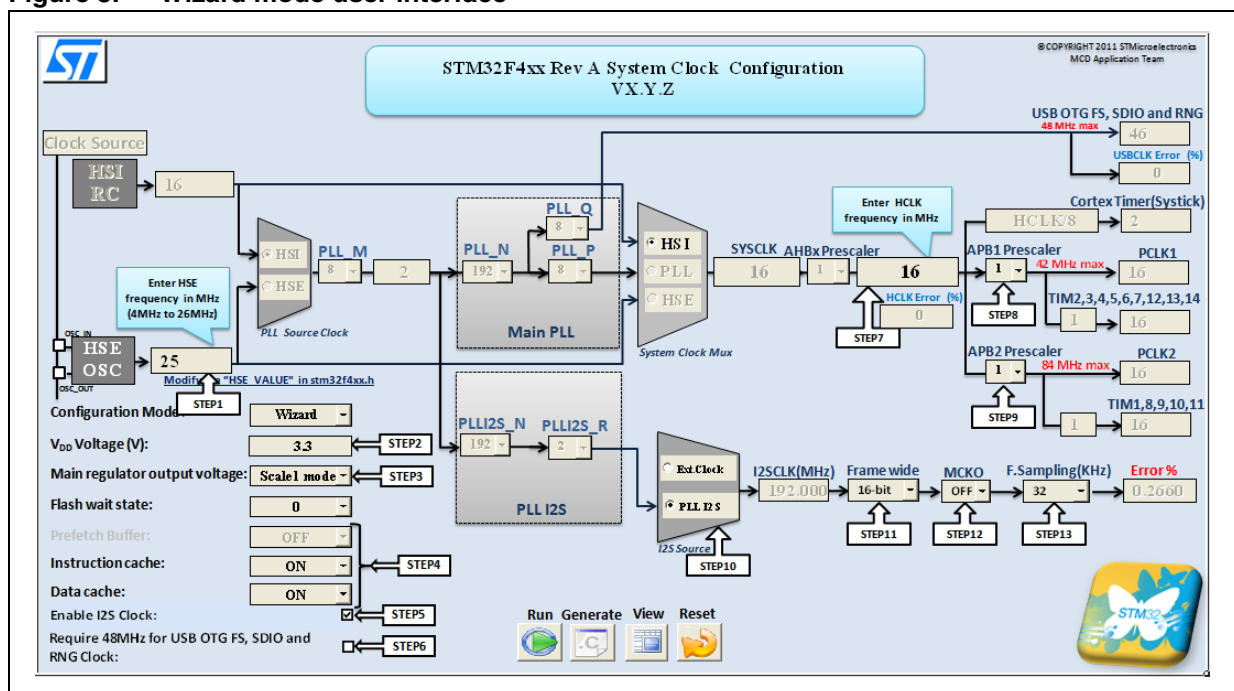 Figure 3. Wizard mode user interface
ST
STM32F4xx Rev A System Clock Configuration
VX.Y.Z
©COPYRIGHT 2011 STMicroelectronics
MCD Application Team
Clock Source
HSI
RC
16
HSI
HSE
PLL Source Clock
PLL_M
8
2
PLL_N
192
PLL_Q
8
PLL_P
8
Main PLL
HSI
PLL
HSE
System Clock Mux
SYSCLK
16
AHBx Prescaler
1
Enter HCLK
frequency in MHz
16
HCLK Error (%)
0
STEP7
USB OTG FS, SDIO and RNG
48 MHz max
46
USBCLK Error (%)
0
Cortex Timer(Systick)
HCLK/8
2
APB1 Prescaler
1
42 MHz max
PCLK1
16
STEP8
TIM2,3,4,5,6,7,12,13,14
1
16
APB2 Prescaler
1
84 MHz max
PCLK2
16
STEP9
TIM1,8,9,10,11
1
16
Enter HSE
frequency in MHz
(4MHz to 26MHz)
OSC_IN
HSE
OSC
OSC_OUT
25
"HSE_VALUE" in stm32f4xx.h
STEP1
Configuration Mode:
Wizard
VDD Voltage (V):
3.3
STEP2
Main regulator output voltage:
Scale1 mode
STEP3
Flash wait state:
0
Prefetch Buffer:
OFF
Instruction cache:
ON
STEP4
Data cache:
ON
Enable I2S Clock:
STEP5
Require 48MHz for USB OTG FS, SDIO and
RNG Clock:
STEP6
PLLI2S_N
192
PLLI2S_R
2
PLL I2S
Ext.Clock
PLL I2S
I2S Source
STEP10
I2SCLK(MHz)
192.000
Frame wide
16-bit
STEP11
MCKO
OFF
STEP12
F.Sampling(KHz)
32
STEP13
Error %
0.2660
Run Generate View Reset
.C
STM32